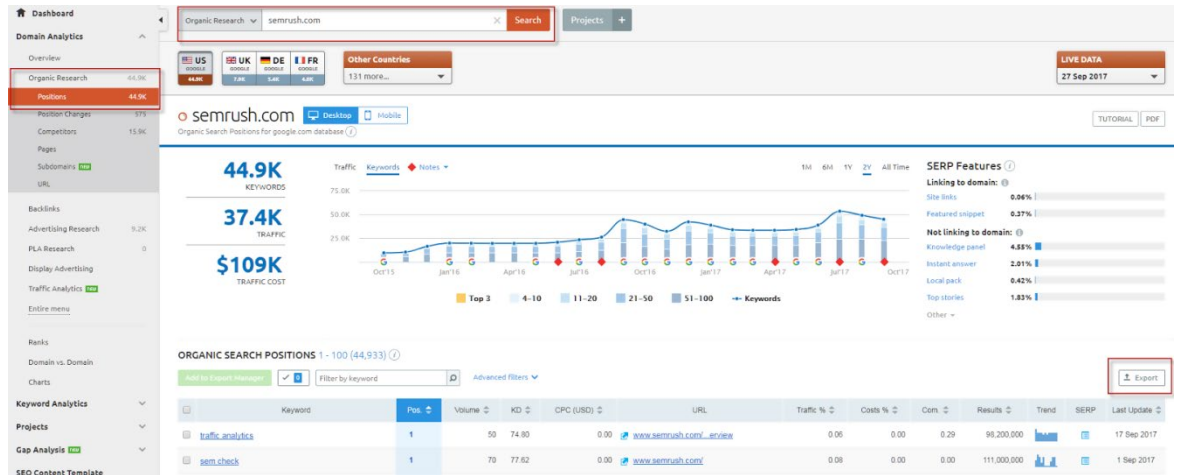 Dashboard
Domain Analytics
Overview
Organic Research 44.9K
Positions 44.9K
Position Changes 575
Competitors 15.9K
Pages
Subdomains new
URL
Backlinks
Advertising Research 9.2K
PLA Research 0
Display Advertising
Traffic Analytics new
Entire menu
Ranks
Domain vs. Domain
Charts
Keyword Analytics
Projects
Gap Analysis new
SEO Content Template
Organic Research semrush.com × Search Projects +
US UK DE FR
GOOGLE GOOGLE GOOGLE GOOGLE
44.9K
Other Countries
131 more...
LIVE DATA
27 Sep 2017
semrush.com Desktop Mobile
Organic Search Positions for google.com database i
TUTORIAL PDF
44.9K
KEYWORDS
37.4K
TRAFFIC
$109K
TRAFFIC COST
Traffic Keywords Notes 1M 6M 1Y 2Y All Time
75.0K
50.0K
25.0K
Oct'15 Jan'16 Apr'16 Jul'16 Oct'16 Jan'17 Apr'17 Jul'17 Oct'17
Top 3 4-10 11-20 21-50 51-100 Keywords
SERP Features i
Linking to domain:
Site links 0.06%
Featured snippet 0.37%
Not linking to domain:
Knowledge panel 4.55%
Instant answer 2.01%
Local pack 0.42%
Top stories 1.83%
Other
ORGANIC SEARCH POSITIONS 1 - 100 (44,933) i
Add to Export Manager 0 Filter by keyword Advanced filters Export
Keyword Pos. Volume KD CPC (USD) URL Traffic % Costs % Com. Results Trend SERP Last Update
traffic analytics 1 50 74.80 0.00 www.semrush.com/...erview 0.06 0.00 0.29 98,200,000 17 Sep 2017
sem check 1 70 77.62 0.00 www.semrush.com/ 0.08 0.00 0.00 111,000,000 1 Sep 2017